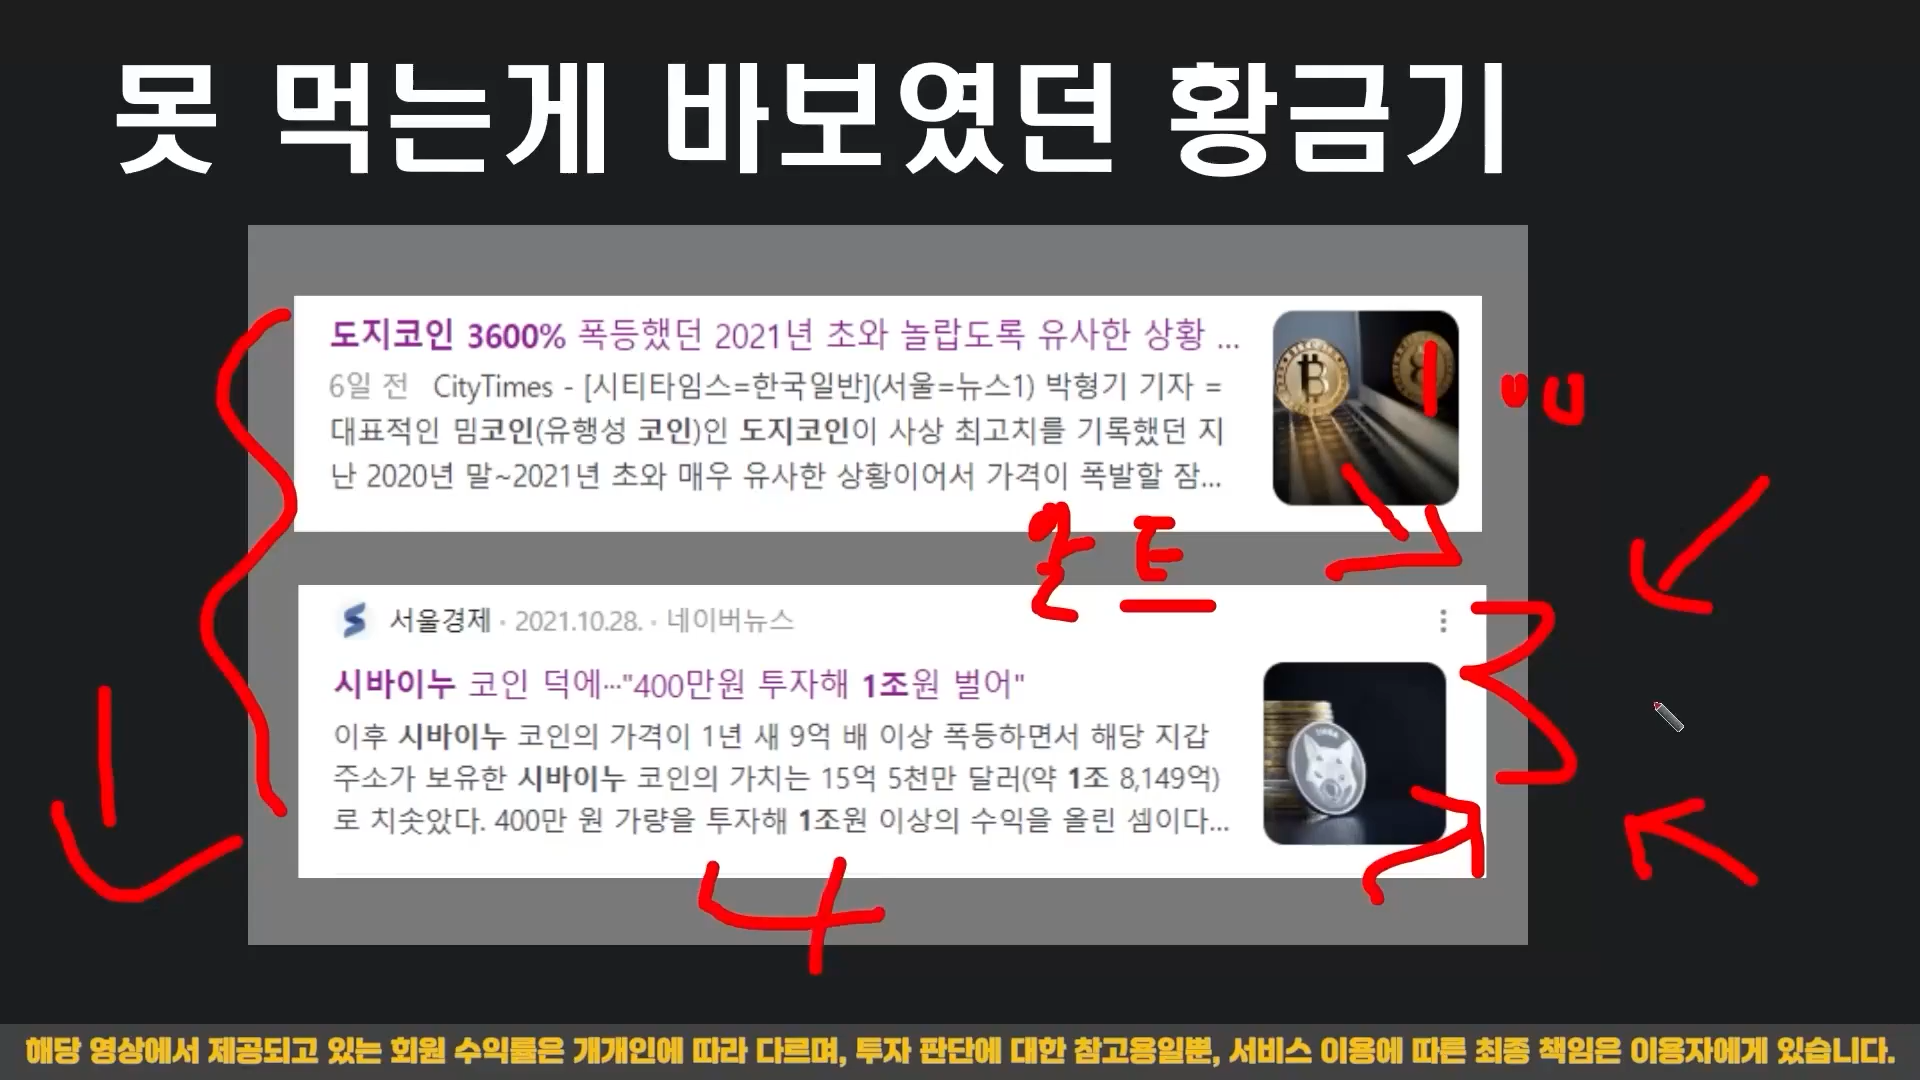 못 먹는게 바보였던 황금기
도지코인 3600% 폭등했던 2021년 초와 놀랍도록 유사한 상황 ...
6일 전 CityTimes - [시티타임스=한국일반](서울=뉴스1) 박형기 기자 =
대표적인 밈코인(유행성 코인)인 도지코인이 사상 최고치를 기록했던 지
난 2020년 말~2021년 초와 매우 유사한 상황이어서 가격이 폭발할 잠...
100
알트
서울경제 · 2021.10.28. · 네이버뉴스
시바이누 코인 덕에…"400만원 투자해 1조원 벌어"
이후 시바이누 코인의 가격이 1년 새 9억 배 이상 폭등하면서 해당 지갑
주소가 보유한 시바이누 코인의 가치는 15억 5천만 달러(약 1조 8,149억)
로 치솟았다. 400만 원 가량을 투자해 1조원 이상의 수익을 올린 셈이다...
4
해당 영상에서 제공되고 있는 회원 수익률은 개개인에 따라 다르며, 투자 판단에 대한 참고용일뿐, 서비스 이용에 따른 최종 책임은 이용자에게 있습니다.